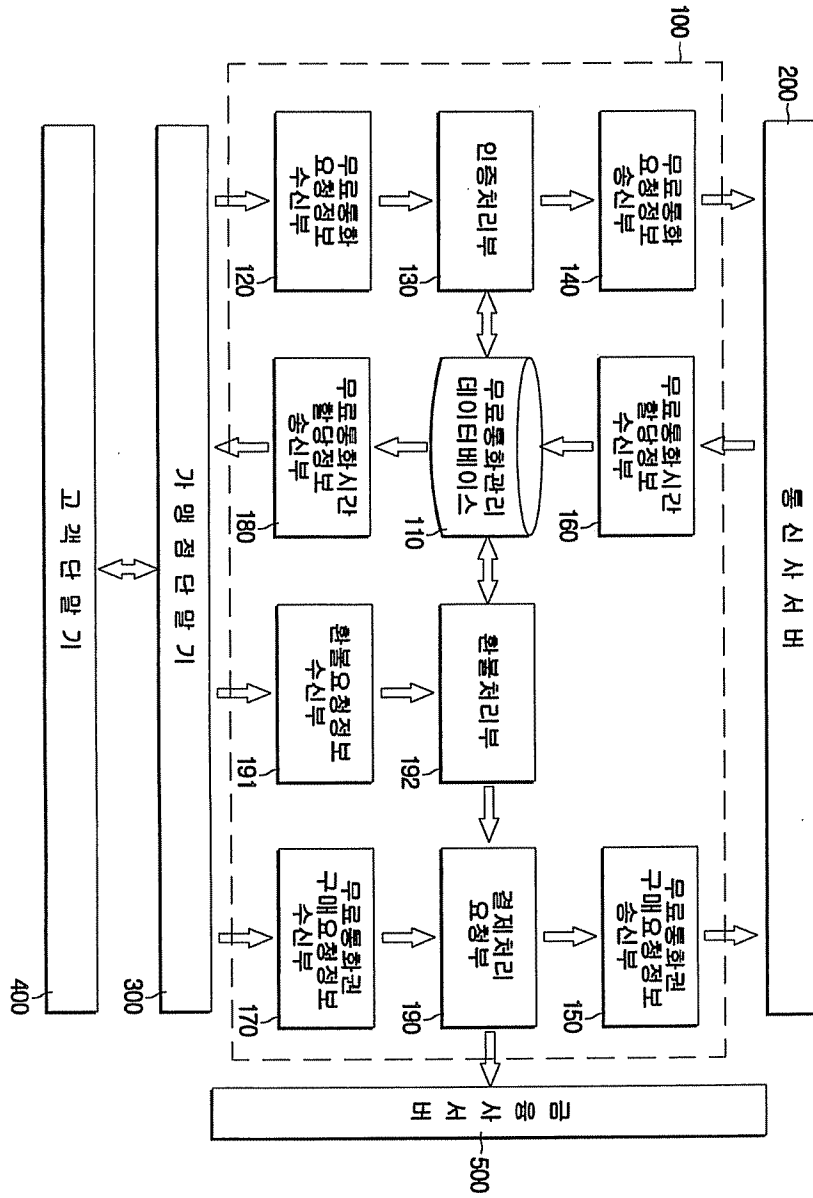 100
200
통신사서버
무료통화
요청정보
송신부
140
인증처리부
130
무료통화
요청정보
수신부
120
무료통화시간
할당정보
수신부
160
무료통화관리
데이터베이스
110
무료통화시간
할당정보
송신부
180
환불처리부
192
환불요청정보
수신부
191
무료통화권
구매요청정보
송신부
150
결제처리
요청부
190
무료통화권
구매요청정보
수신부
170
가맹점단말기
300
고객단말기
400
금융사서버
500